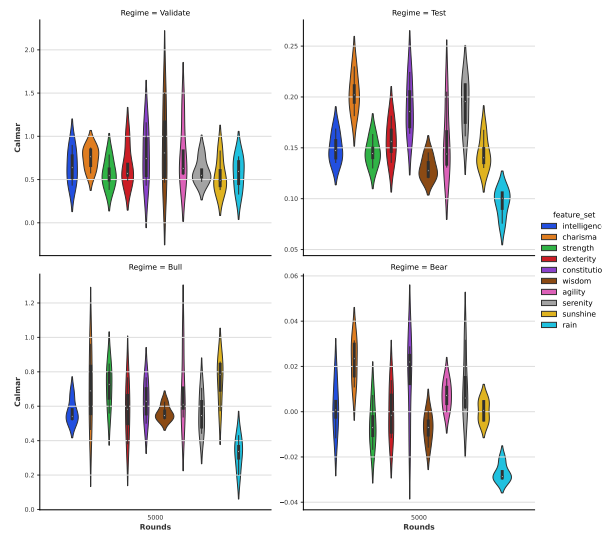 Regime = Validate
Regime = Test
Calmar
2.0
1.5
1.0
0.5
0.0
0.25
0.20
0.15
0.10
0.05
Regime = Bull
Regime = Bear
Calmar
1.2
1.0
0.8
0.6
0.4
0.2
0.0
0.06
0.04
0.02
0.00
−0.02
−0.04
5000
5000
Rounds
Rounds
feature_set
intelligenc
charisma
strength
dexterity
constitutio
wisdom
agility
serenity
sunshine
rain